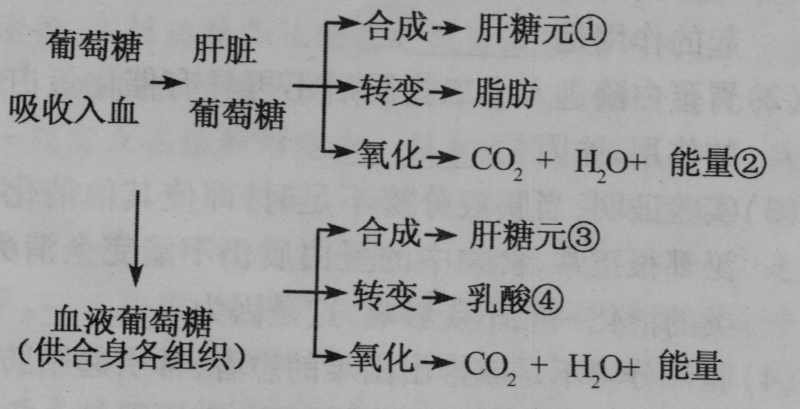 葡萄糖 肝脏
吸收入血 葡萄糖
合成 肝糖元①
转变 脂肪
氧化 CO₂ + H₂O+ 能量②
血液葡萄糖
(供合身各组织)
合成 肝糖元③
转变 乳酸④
氧化 CO₂ + H₂O+ 能量